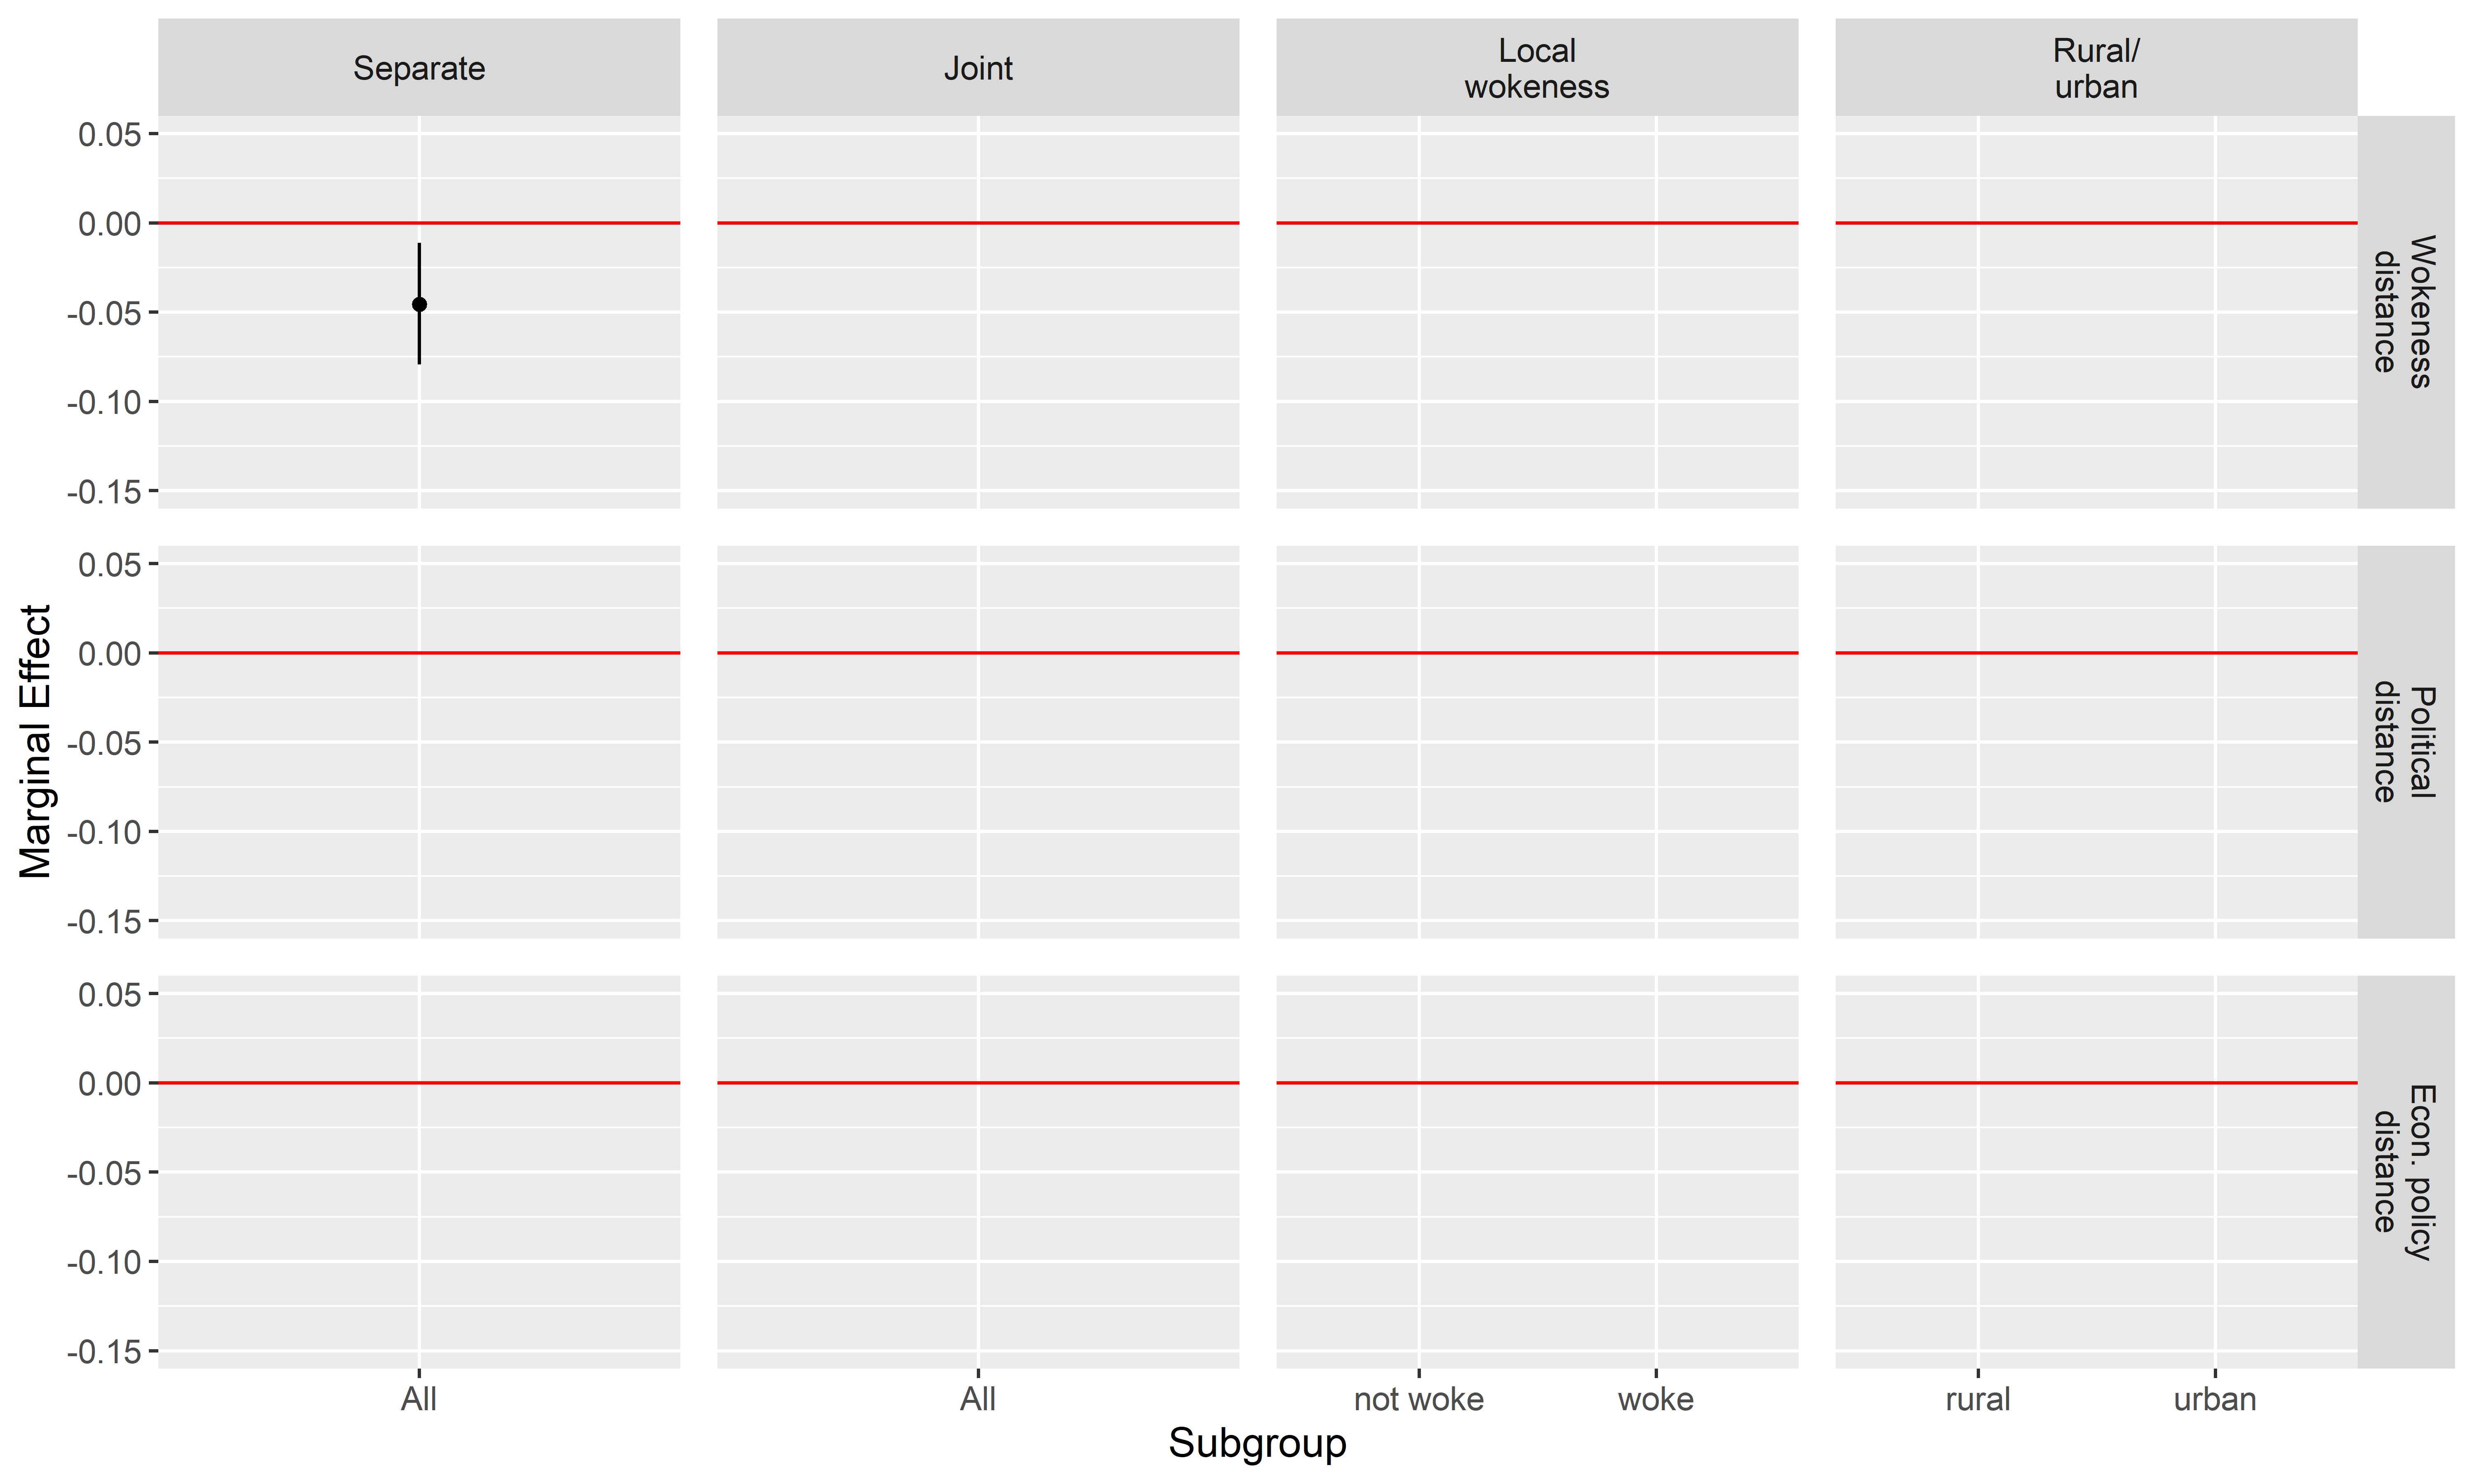 Separate
Joint
Local
wokeness
Rural/
urban
0.05
0.00
-0.05
-0.10
-0.15
Wokeness
distance
0.05
0.00
-0.05
-0.10
-0.15
Political
distance
0.05
0.00
-0.05
-0.10
-0.15
Econ. policy
distance
Marginal Effect
All
All
not woke
woke
rural
urban
Subgroup